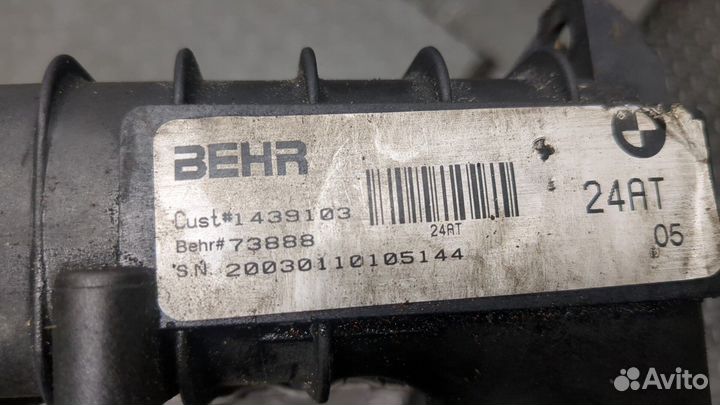 BEHR
Cust#1439103
Behr#73888
S.N. 20030110105144
24AT
24AT
05
Avito